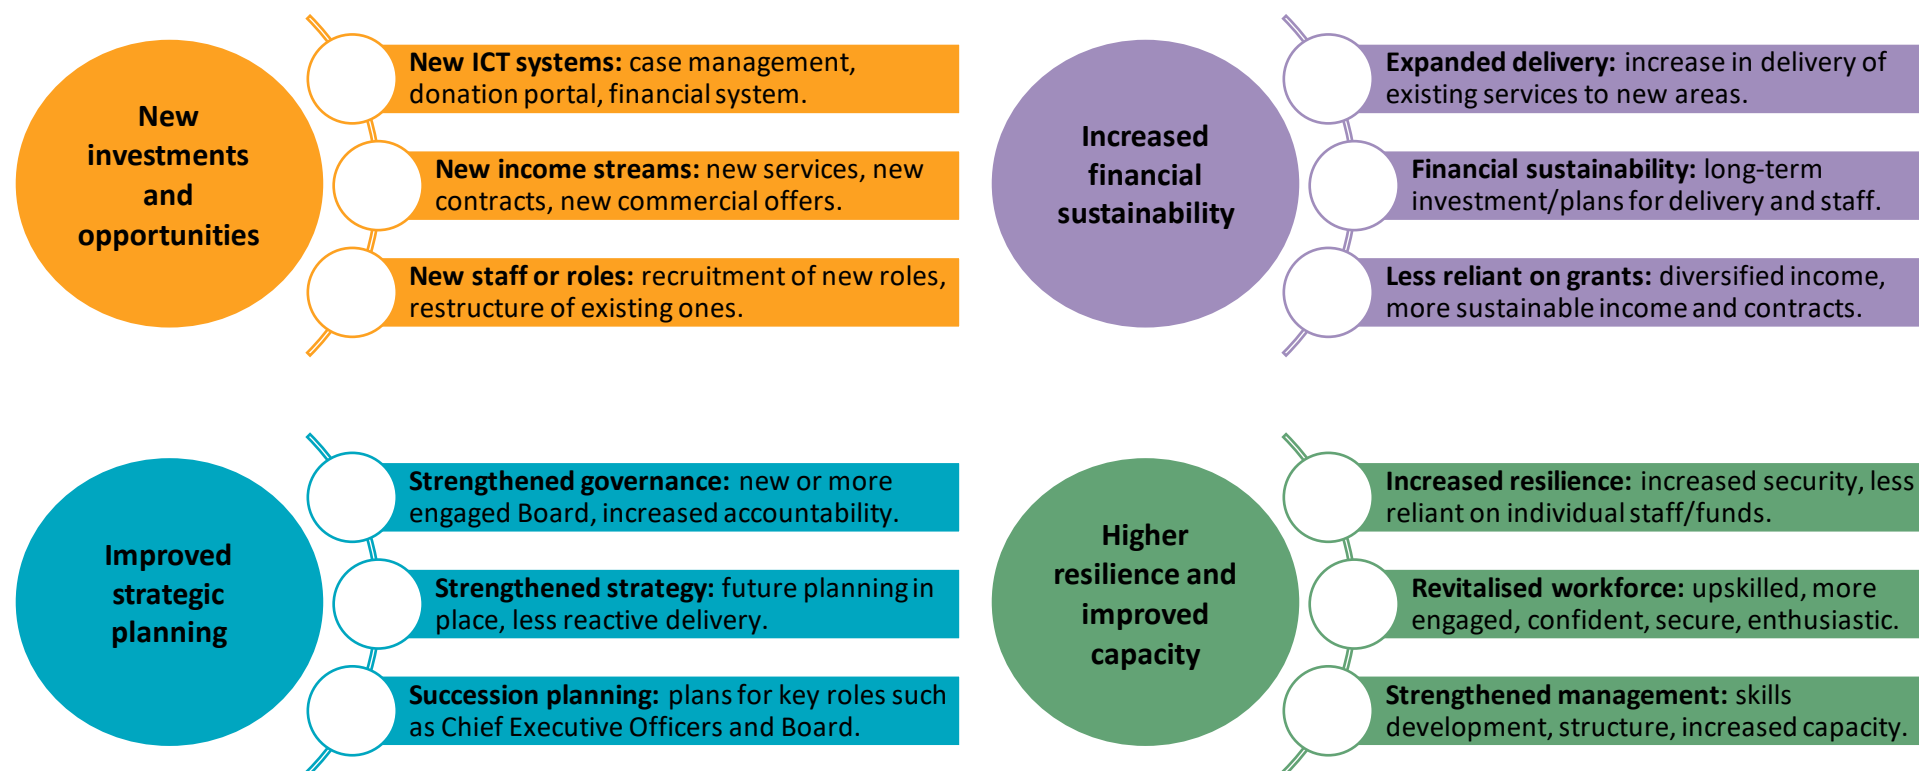 New
investments
and
opportunities
New ICT systems: case management,
donation portal, financial system.
New income streams: new services, new
contracts, new commercial offers.
New staff or roles: recruitment of new roles,
restructure of existing ones.
Increased
financial
sustainability
Expanded delivery: increase in delivery of
existing services to new areas.
Financial sustainability: long-term
investment/plans for delivery and staff.
Less reliant on grants: diversified income,
more sustainable income and contracts.
Improved
strategic
planning
Strengthened governance: new or more
engaged Board, increased accountability.
Strengthened strategy: future planning in
place, less reactive delivery.
Succession planning: plans for key roles such
as Chief Executive Officers and Board.
Higher
resilience and
improved
capacity
Increased resilience: increased security, less
reliant on individual staff/funds.
Revitalised workforce: upskilled, more
engaged, confident, secure, enthusiastic.
Strengthened management: skills
development, structure, increased capacity.